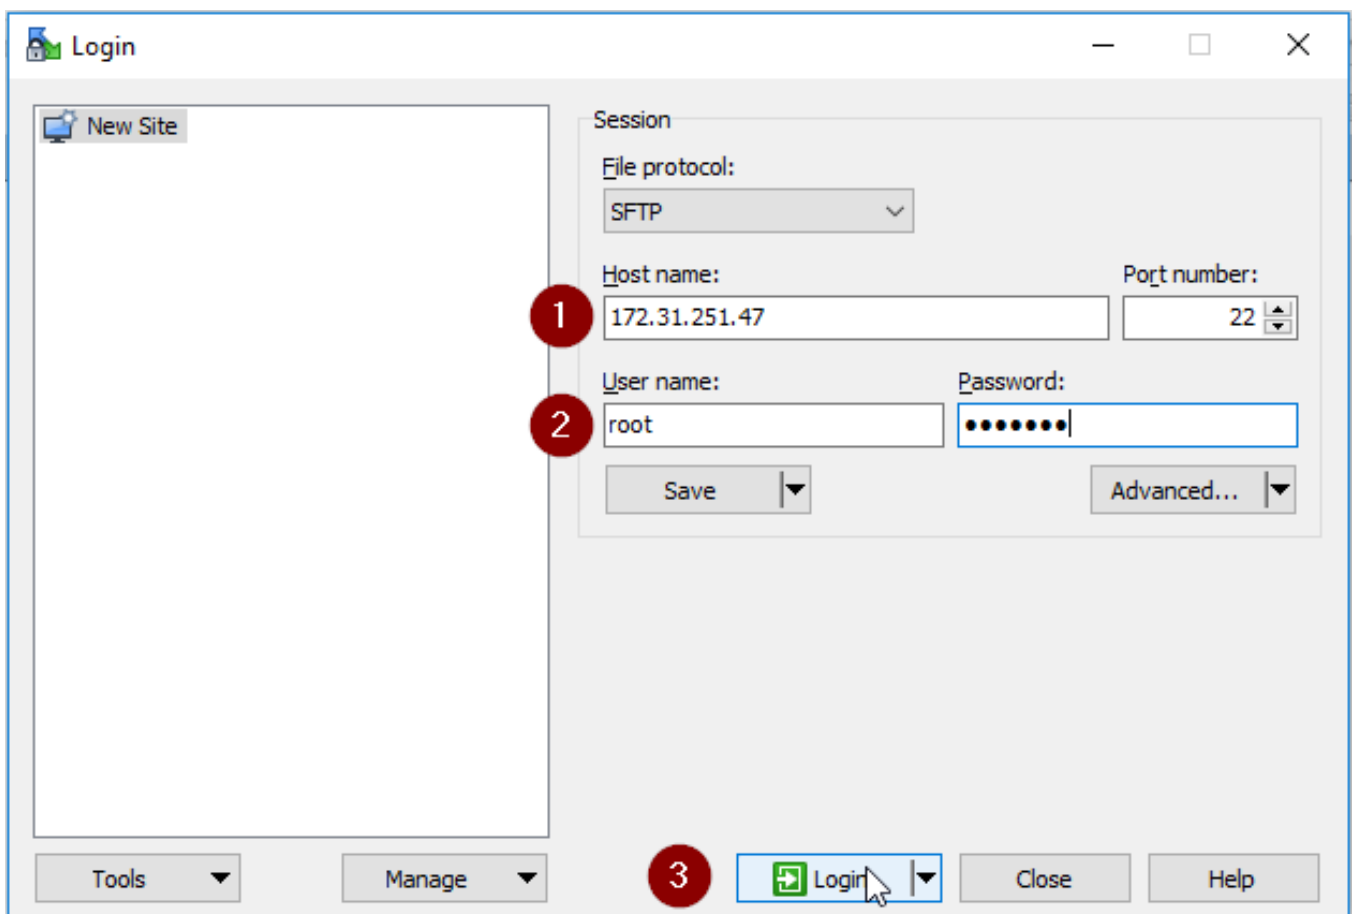 Login
New Site
Session
File protocol:
SFTP
Host name:
Port number:
1
172.31.251.47
22
User name:
Password:
2
root
•••••••
Save
Advanced...
Tools
Manage
3
Login
Close
Help